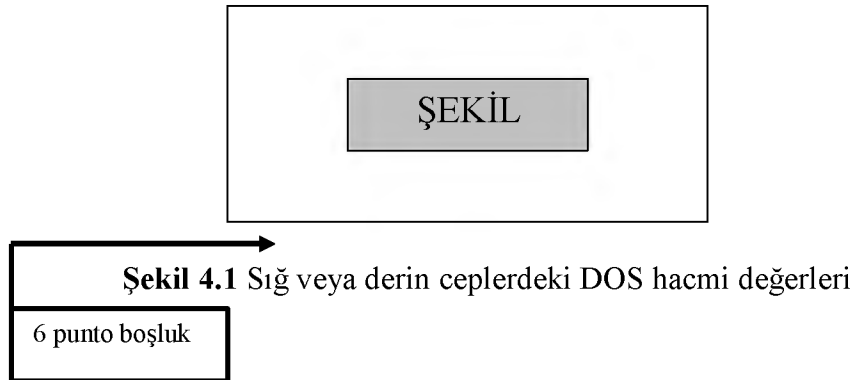 ŞEKİL
Şekil 4.1 Sığ veya derin ceplerdeki DOS hacmi değerleri
6 punto boşluk